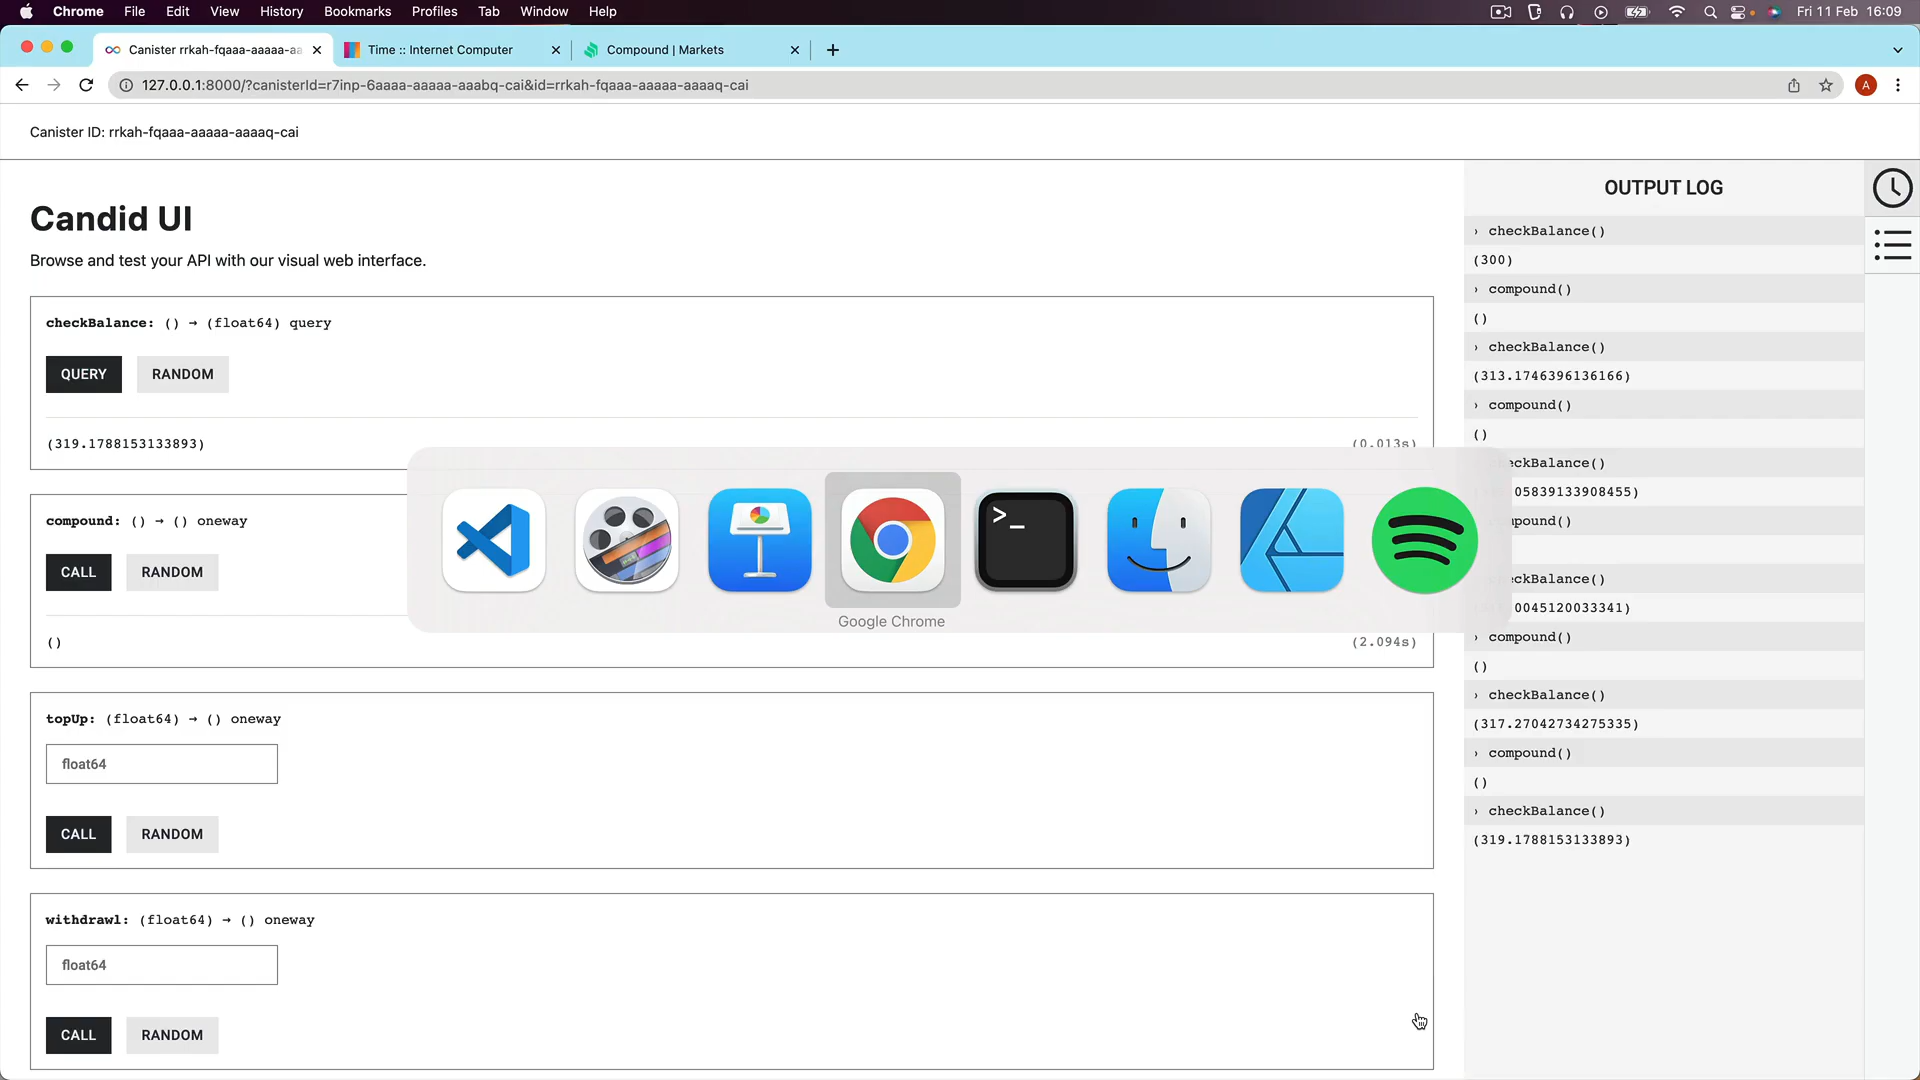 Chrome File Edit View History Bookmarks Profiles Tab Window Help Fri 11 Feb 16:09
Canister rrkah-fqaaa-aaaaa-aa Time :: Internet Computer Compound | Markets
127.0.0.1:8000/?canisterId=r7inp-6aaaa-aaaaa-aaabq-cai&id=rrkah-fqaaa-aaaaa-aaaaq-cai A
Canister ID: rrkah-fqaaa-aaaaa-aaaaq-cai
Candid UI
Browse and test your API with our visual web interface.
checkBalance: () → (float64) query
QUERY RANDOM
(319.1788153133893) (0.013s)
compound: () → () oneway
CALL RANDOM
() (2.094s)
Google Chrome
topUp: (float64) → () oneway
float64
CALL RANDOM
withdrawl: (float64) → () oneway
float64
CALL RANDOM
OUTPUT LOG
› checkBalance()
(300)
› compound()
()
› checkBalance()
(313.1746396136166)
› compound()
()
eckBalance()
05839133908455)
mpound()
eckBalance()
0045120033341)
› compound()
()
› checkBalance()
(317.27042734275335)
› compound()
()
› checkBalance()
(319.1788153133893)